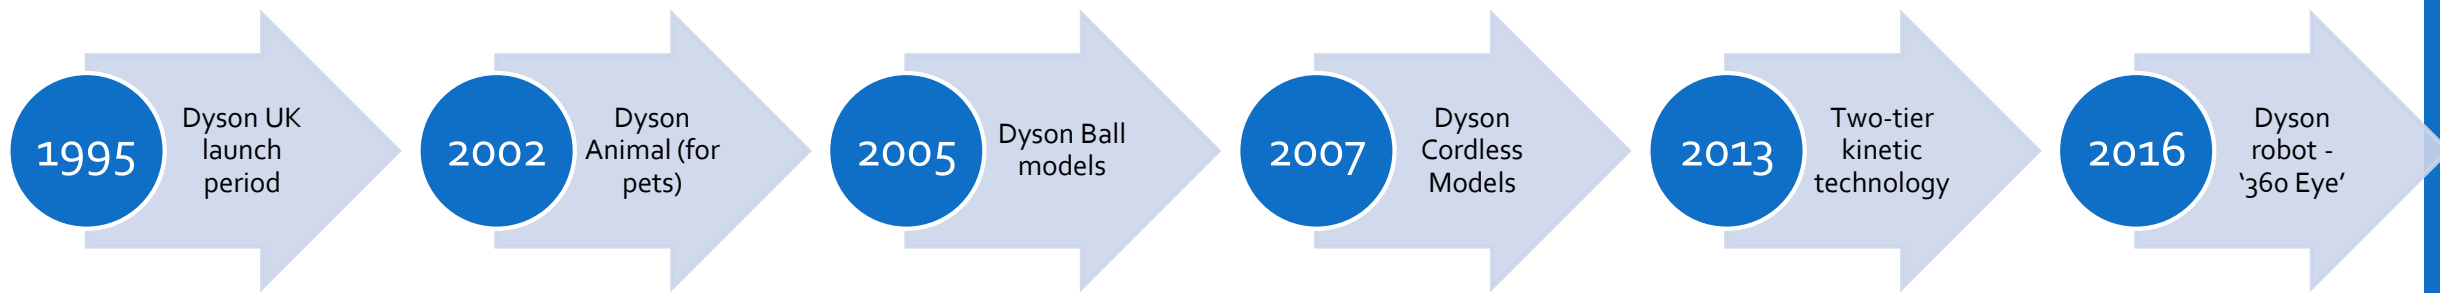 1995
Dyson UK
launch
period
2002
Dyson
Animal (for
pets)
2005
Dyson Ball
models
2007
Dyson
Cordless
Models
2013
Two-tier
kinetic
technology
2016
Dyson
robot -
‘360 Eye’